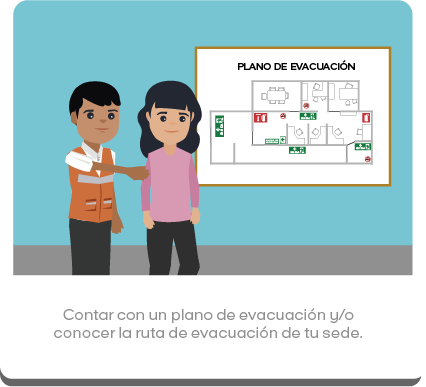 PLANO DE EVACUACIÓN
Contar con un plano de evacuación y/o
conocer la ruta de evacuación de tu sede.